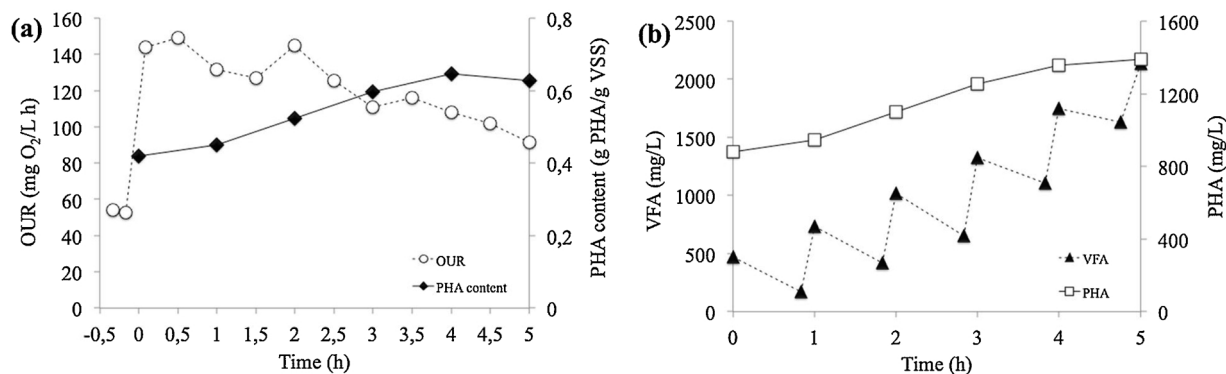 (a)
160
140
120
100
80
60
40
20
0
OUR (mg O2/L h)
0,8
0,6
0,4
0,2
0
PHA content (g PHA/g VSS)
OUR
PHA content
-0,5 0 0,5 1 1,5 2 2,5 3 3,5 4 4,5 5
Time (h)
(b)
2500
2000
1500
1000
500
0
VFA (mg/L)
1600
1200
800
400
0
PHA (mg/L)
VFA
PHA
0 1 2 3 4 5
Time (h)